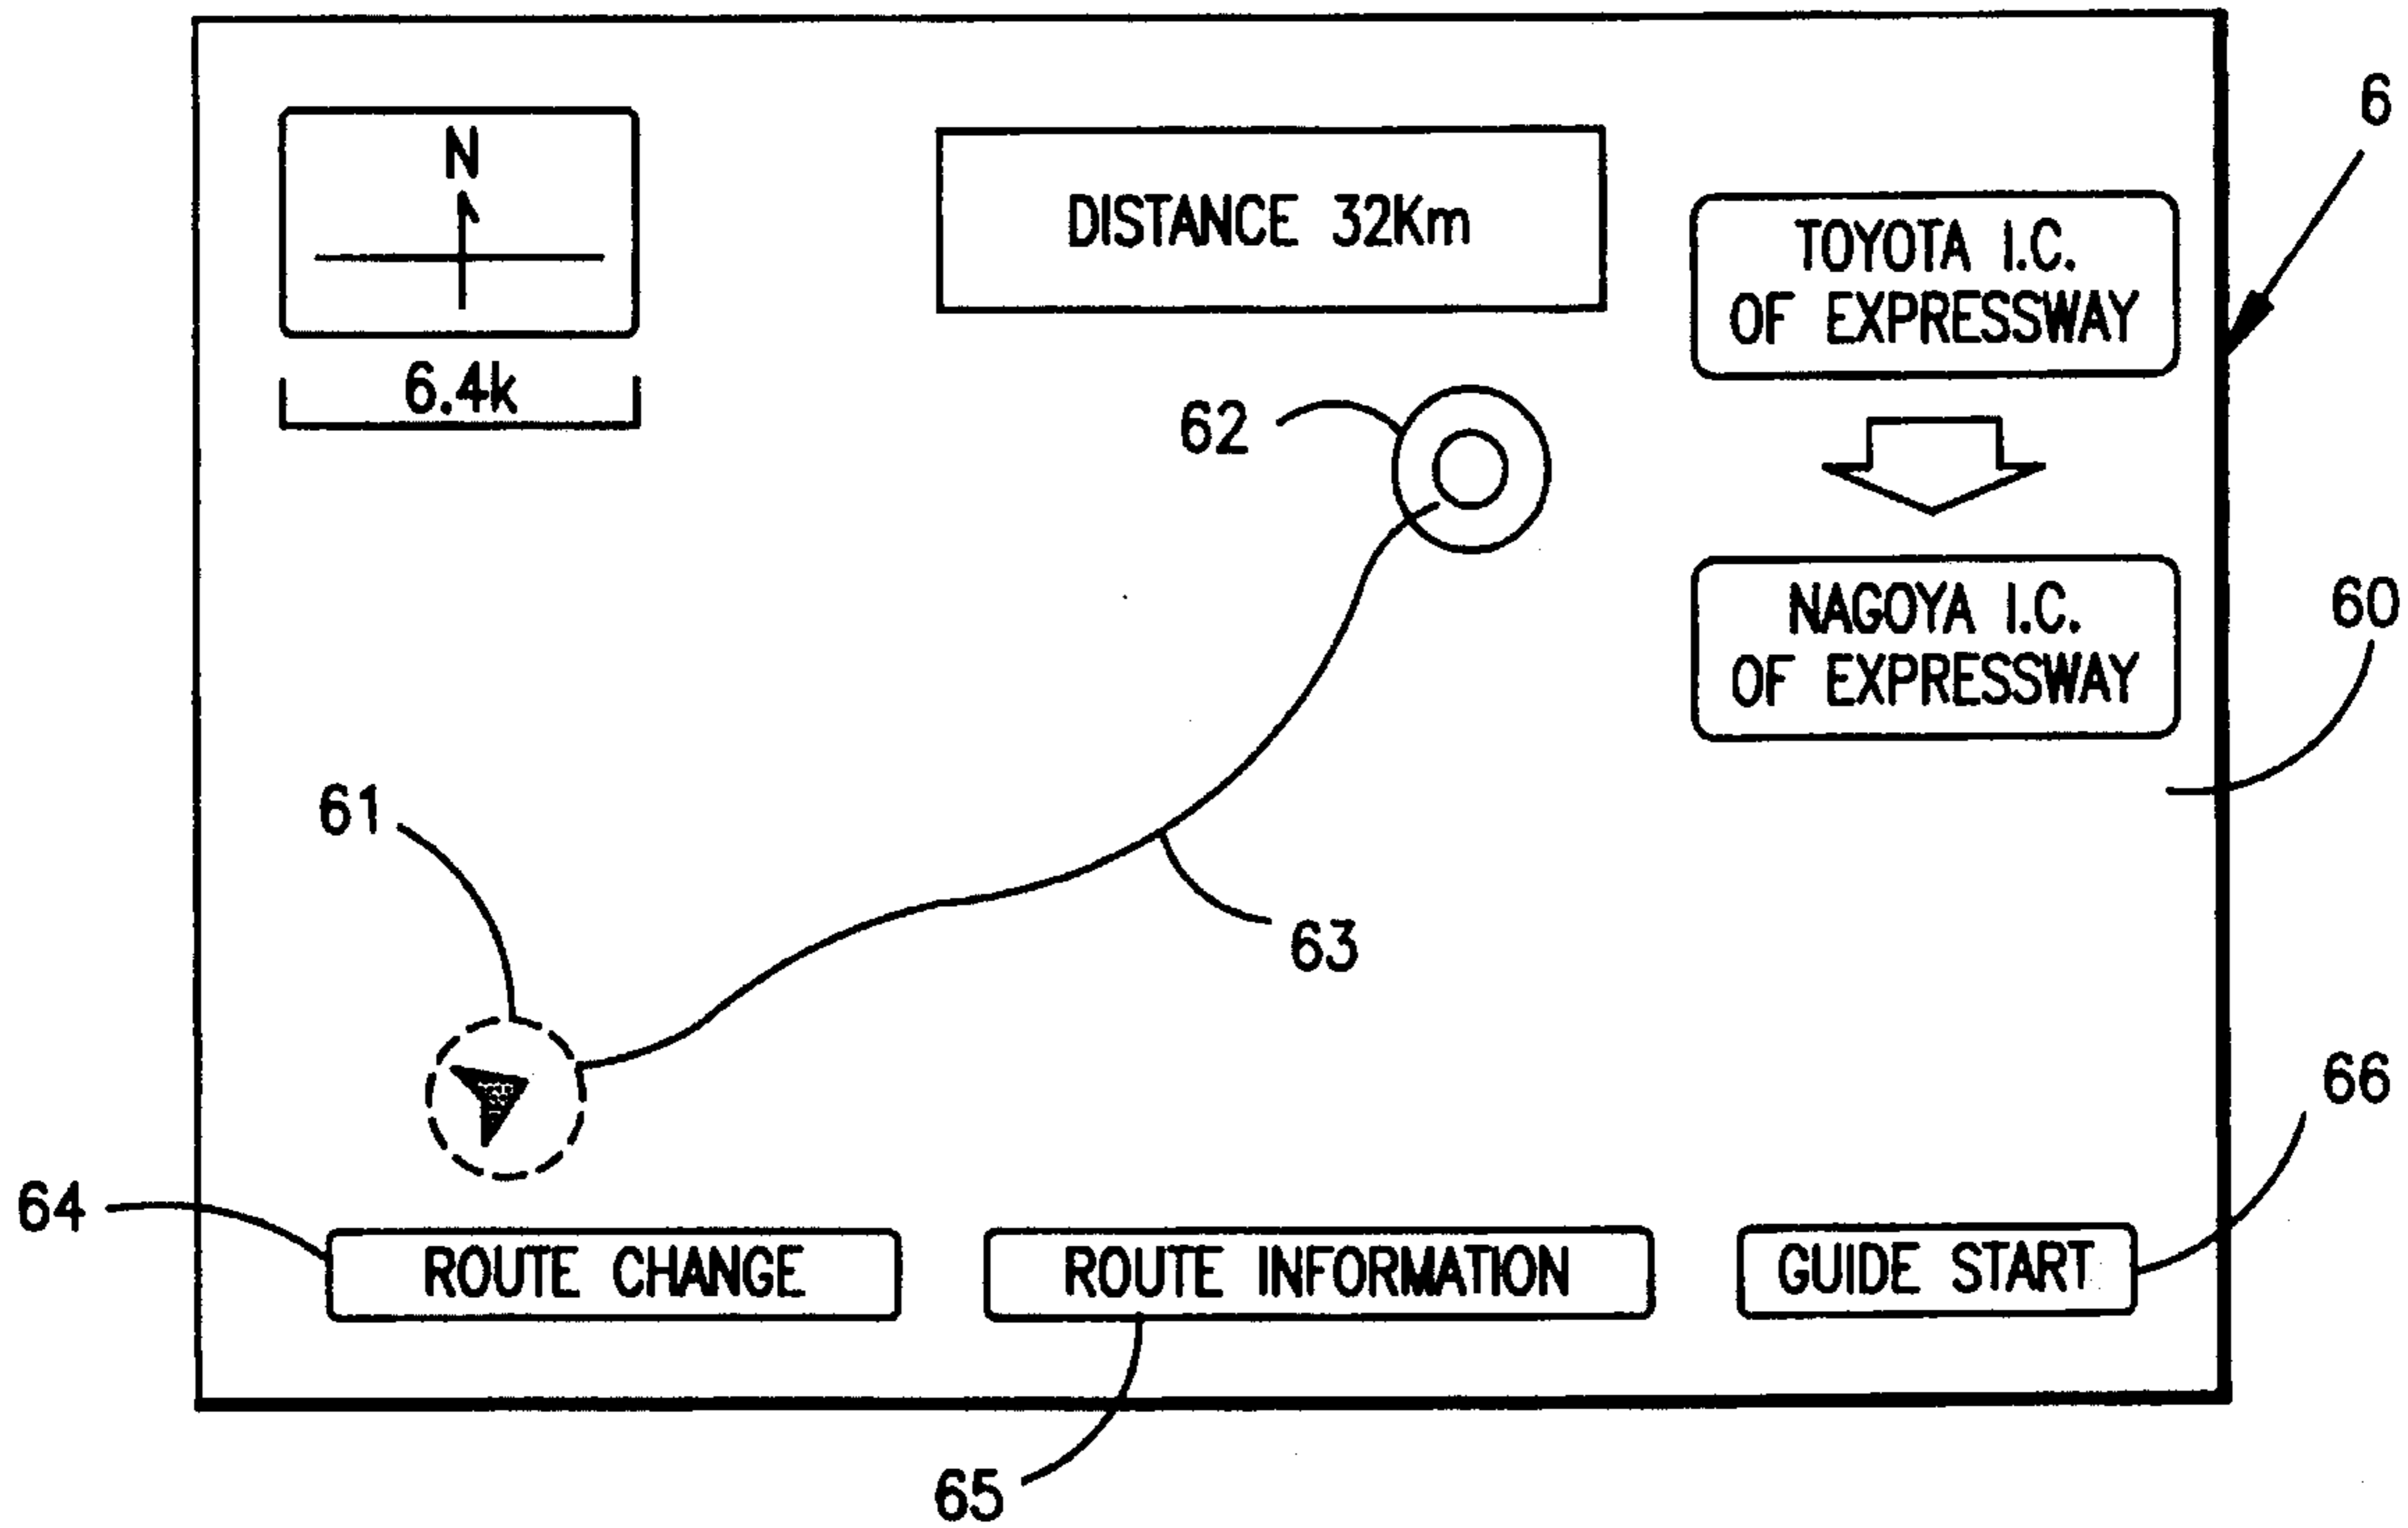 6
N
DISTANCE 32Km
TOYOTA I.C.
OF EXPRESSWAY
6.4k
62
NAGOYA I.C.
OF EXPRESSWAY
60
61
63
66
64
ROUTE CHANGE
ROUTE INFORMATION
GUIDE START
65